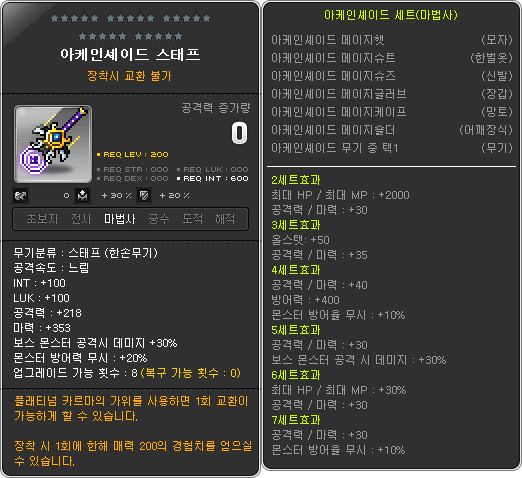 아케인셰이드 스태프
장착시 교환 불가
공격력 증가량
0
REQ LEV : 200
REQ STR : 000
REQ LUK : 000
REQ DEX : 000
REQ INT : 600
0
+ 30 %
+ 20 %
초보자 전사 마법사 궁수 도적 해적
무기분류 : 스태프 (한손무기)
공격속도 : 느림
INT : +100
LUK : +100
공격력 : +218
마력 : +353
보스 몬스터 공격시 데미지 +30%
몬스터 방어력 무시 : +20%
업그레이드 가능 횟수 : 8 (복구 가능 횟수 : 0)
플래티넘 카르마의 가위를 사용하면 1회 교환이
가능하게 할 수 있습니다.
장착 시 1회에 한해 매력 200의 경험치를 얻으실
수 있습니다.
아케인셰이드 세트(마법사)
아케인셰이드 메이지햇 (모자)
아케인셰이드 메이지슈트 (한벌옷)
아케인셰이드 메이지슈즈 (신발)
아케인셰이드 메이지글러브 (장갑)
아케인셰이드 메이지케이프 (망토)
아케인셰이드 메이지숄더 (어깨장식)
아케인셰이드 무기 중 택1 (무기)
2세트효과
최대 HP / 최대 MP : +2000
공격력 / 마력 : +30
3세트효과
올스탯: +50
공격력 / 마력 : +35
4세트효과
공격력 / 마력 : +40
방어력 : +400
몬스터 방어율 무시 : +10%
5세트효과
공격력 / 마력 : +30
보스 몬스터 공격 시 데미지 : +30%
6세트효과
최대 HP / 최대 MP : +30%
공격력 / 마력 : +30
7세트효과
공격력 / 마력 : +30
몬스터 방어율 무시 : +10%